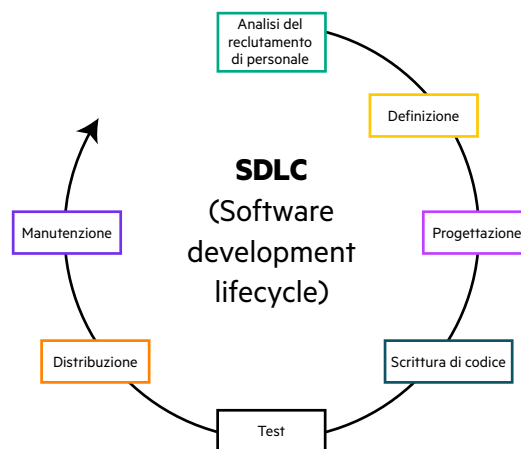 Analisi del
reclutamento
di personale
Definizione
SDLC
(Software
development
lifecycle)
Manutenzione
Progettazione
Distribuzione
Scrittura di codice
Test